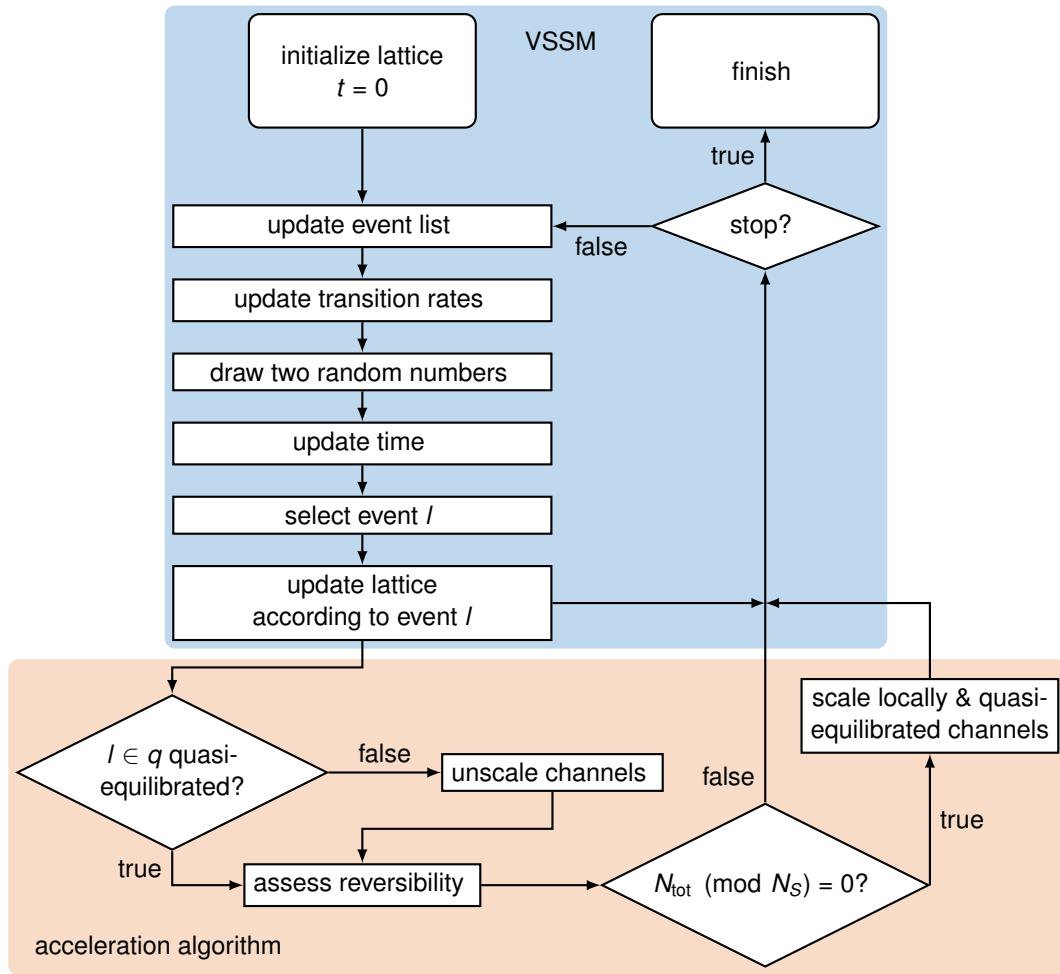 VSSM
initialize lattice
t = 0
finish
true
stop?
false
update event list
update transition rates
draw two random numbers
update time
select event l
update lattice
according to event l
scale locally & quasi-
equilibrated channels
l ∈ q quasi-
equilibrated?
false
unscale channels
false
true
true
assess reversibility
N_tot (mod N_S) = 0?
acceleration algorithm